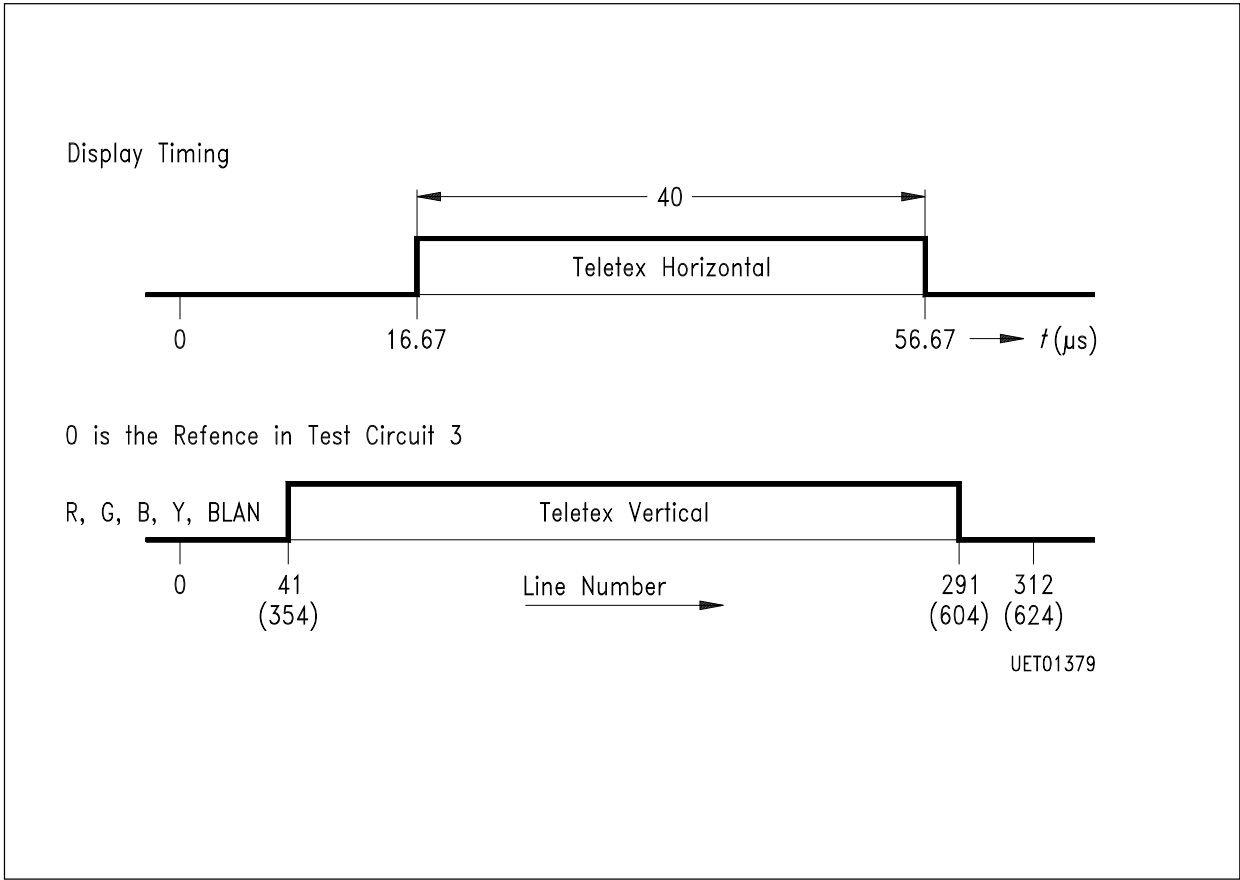 Display Timing
40
Teletex Horizontal
0 16.67 56.67 t (µs)
0 is the Refence in Test Circuit 3
R, G, B, Y, BLAN Teletex Vertical
0 41 Line Number 291 312
(354) (604) (624)
UET01379